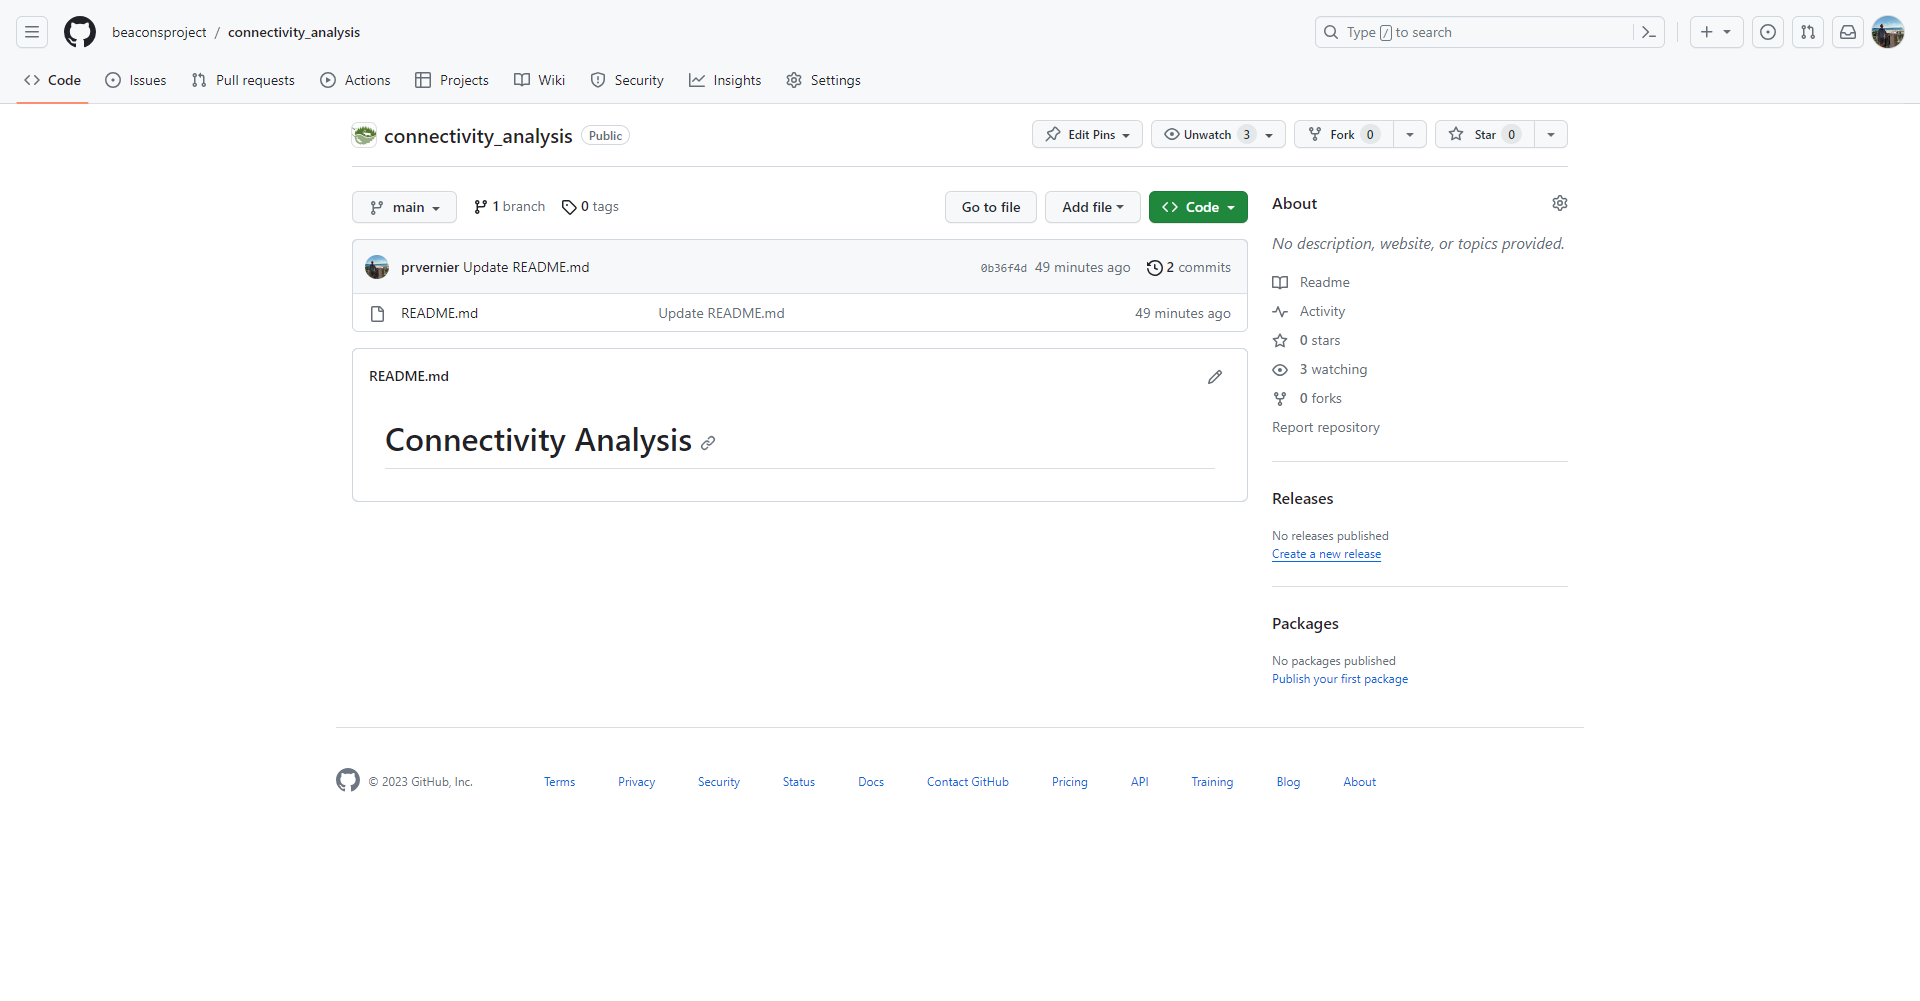 beaconsproject / connectivity_analysis
Type / to search
Code Issues Pull requests Actions Projects Wiki Security Insights Settings
connectivity_analysis Public
Edit Pins Unwatch 3 Fork 0 Star 0
main 1 branch 0 tags Go to file Add file Code
prvernier Update README.md 0b36f4d 49 minutes ago 2 commits
README.md Update README.md 49 minutes ago
README.md
Connectivity Analysis
About
No description, website, or topics provided.
Readme
Activity
0 stars
3 watching
0 forks
Report repository
Releases
No releases published
Create a new release
Packages
No packages published
Publish your first package
© 2023 GitHub, Inc. Terms Privacy Security Status Docs Contact GitHub Pricing API Training Blog About